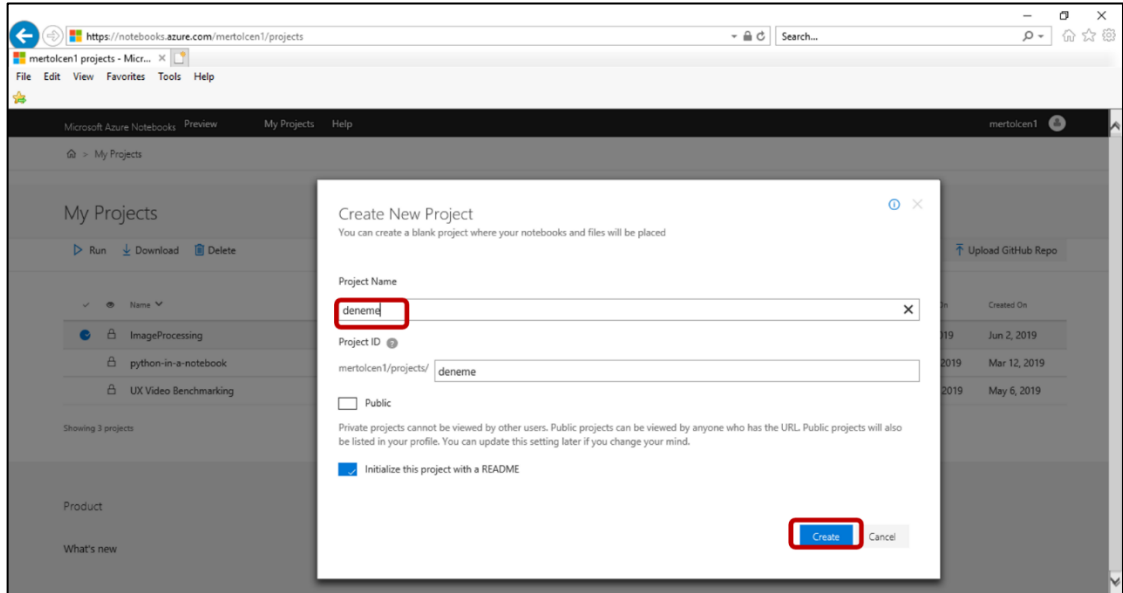 https://notebooks.azure.com/mertolcen1/projects
Search...
mertolcen1 projects - Micr...
File Edit View Favorites Tools Help
Microsoft Azure Notebooks Preview My Projects Help mertolcen1
> My Projects
My Projects
Run Download Delete
Upload GitHub Repo
Name
Created On
ImageProcessing
Jun 2, 2019
python-in-a-notebook
2019 Mar 12, 2019
UX Video Benchmarking
2019 May 6, 2019
Showing 3 projects
Product
What's new
Create New Project
You can create a blank project where your notebooks and files will be placed
Project Name
deneme
Project ID
mertolcen1/projects/ deneme
Public
Private projects cannot be viewed by other users. Public projects can be viewed by anyone who has the URL. Public projects will also
be listed in your profile. You can update this setting later if you change your mind.
Initialize this project with a README
Create Cancel